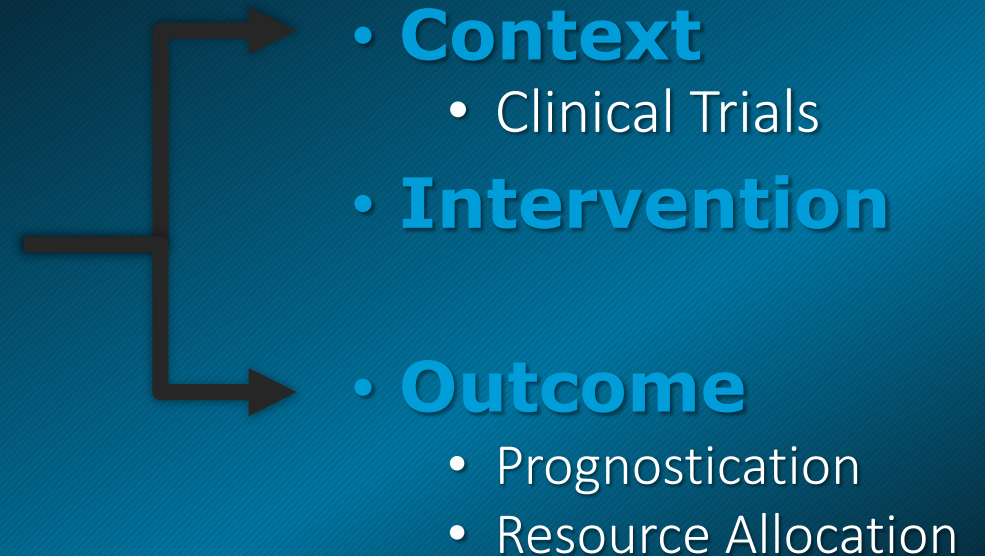 • Context
• Clinical Trials
• Intervention
• Outcome
• Prognostication
• Resource Allocation